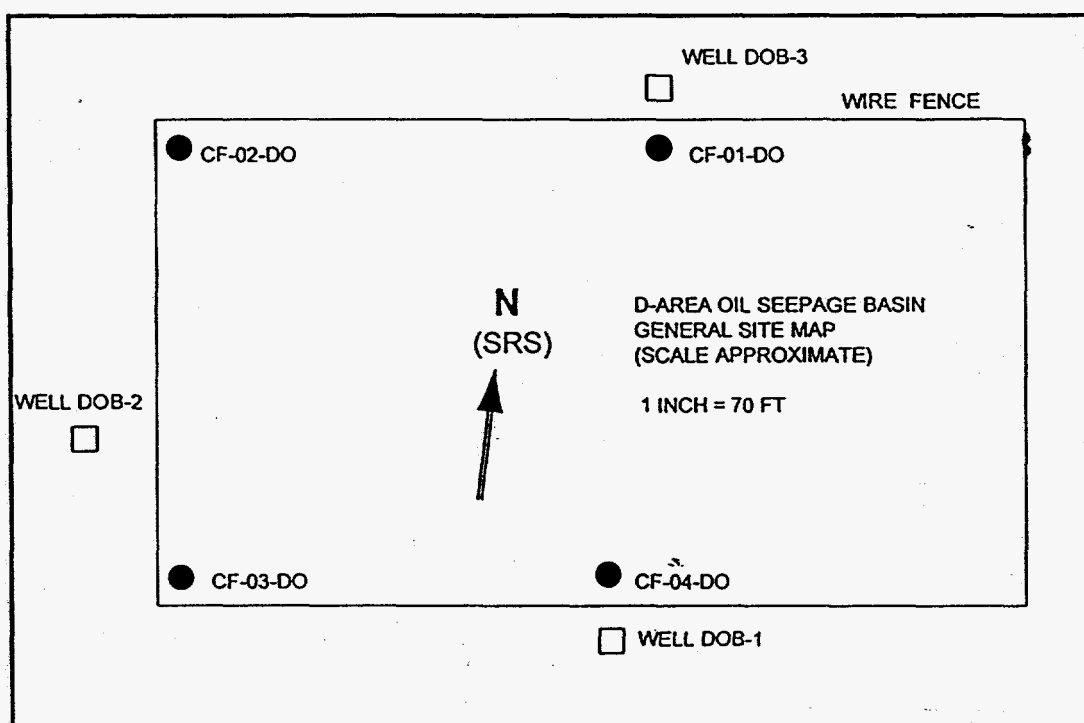 WELL DOB-3
WIRE FENCE
CF-02-DO
CF-01-DO
N
(SRS)
D-AREA OIL SEEPAGE BASIN
GENERAL SITE MAP
(SCALE APPROXIMATE)
1 INCH = 70 FT
WELL DOB-2
CF-03-DO
CF-04-DO
WELL DOB-1